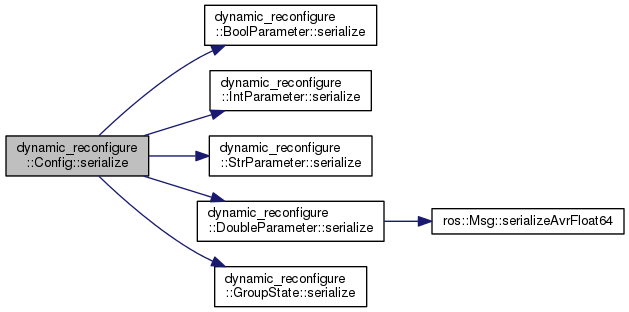 dynamic_reconfigure
::Config::serialize
dynamic_reconfigure
::BoolParameter::serialize
dynamic_reconfigure
::IntParameter::serialize
dynamic_reconfigure
::StrParameter::serialize
dynamic_reconfigure
::DoubleParameter::serialize
ros::Msg::serializeAvrFloat64
dynamic_reconfigure
::GroupState::serialize